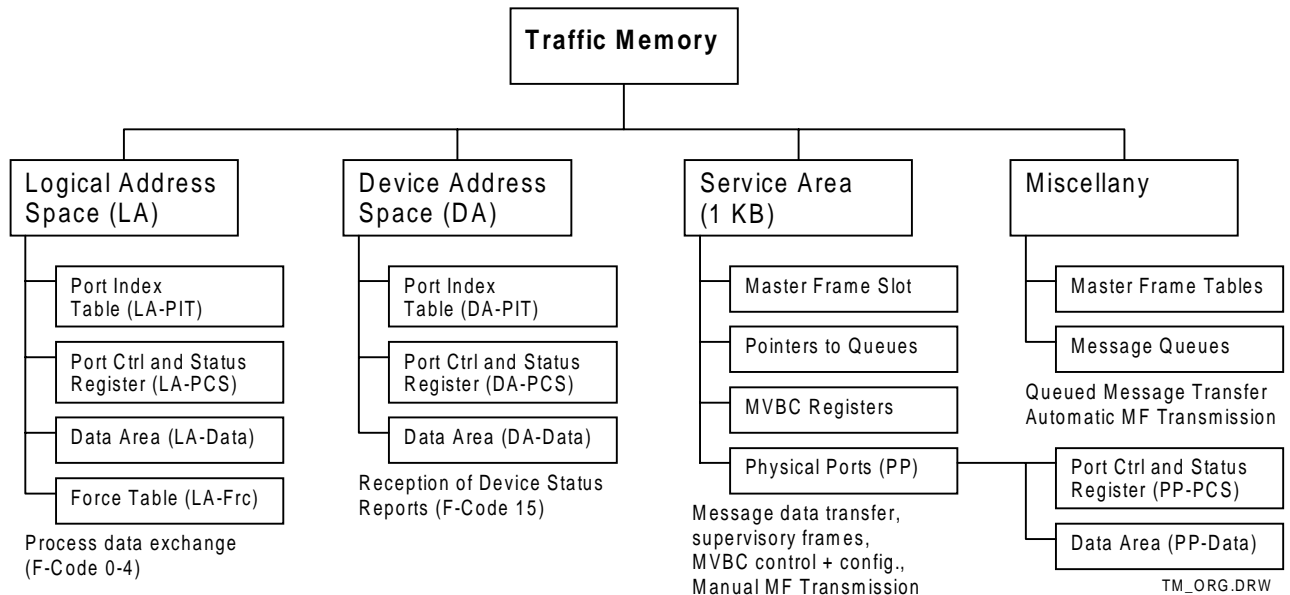 Traffic Memory
Logical Address
Space (LA)
Port Index
Table (LA-PIT)
Port Ctrl and Status
Register (LA-PCS)
Data Area (LA-Data)
Force Table (LA-Frc)
Process data exchange
(F-Code 0-4)
Device Address
Space (DA)
Port Index
Table (DA-PIT)
Port Ctrl and Status
Register (DA-PCS)
Data Area (DA-Data)
Reception of Device Status
Reports (F-Code 15)
Service Area
(1 KB)
Master Frame Slot
Pointers to Queues
MVBC Registers
Physical Ports (PP)
Message data transfer,
supervisory frames,
MVBC control + config.,
Manual MF Transmission
Miscellany
Master Frame Tables
Message Queues
Queued Message Transfer
Automatic MF Transmission
Port Ctrl and Status
Register (PP-PCS)
Data Area (PP-Data)
TM_ORG.DRW